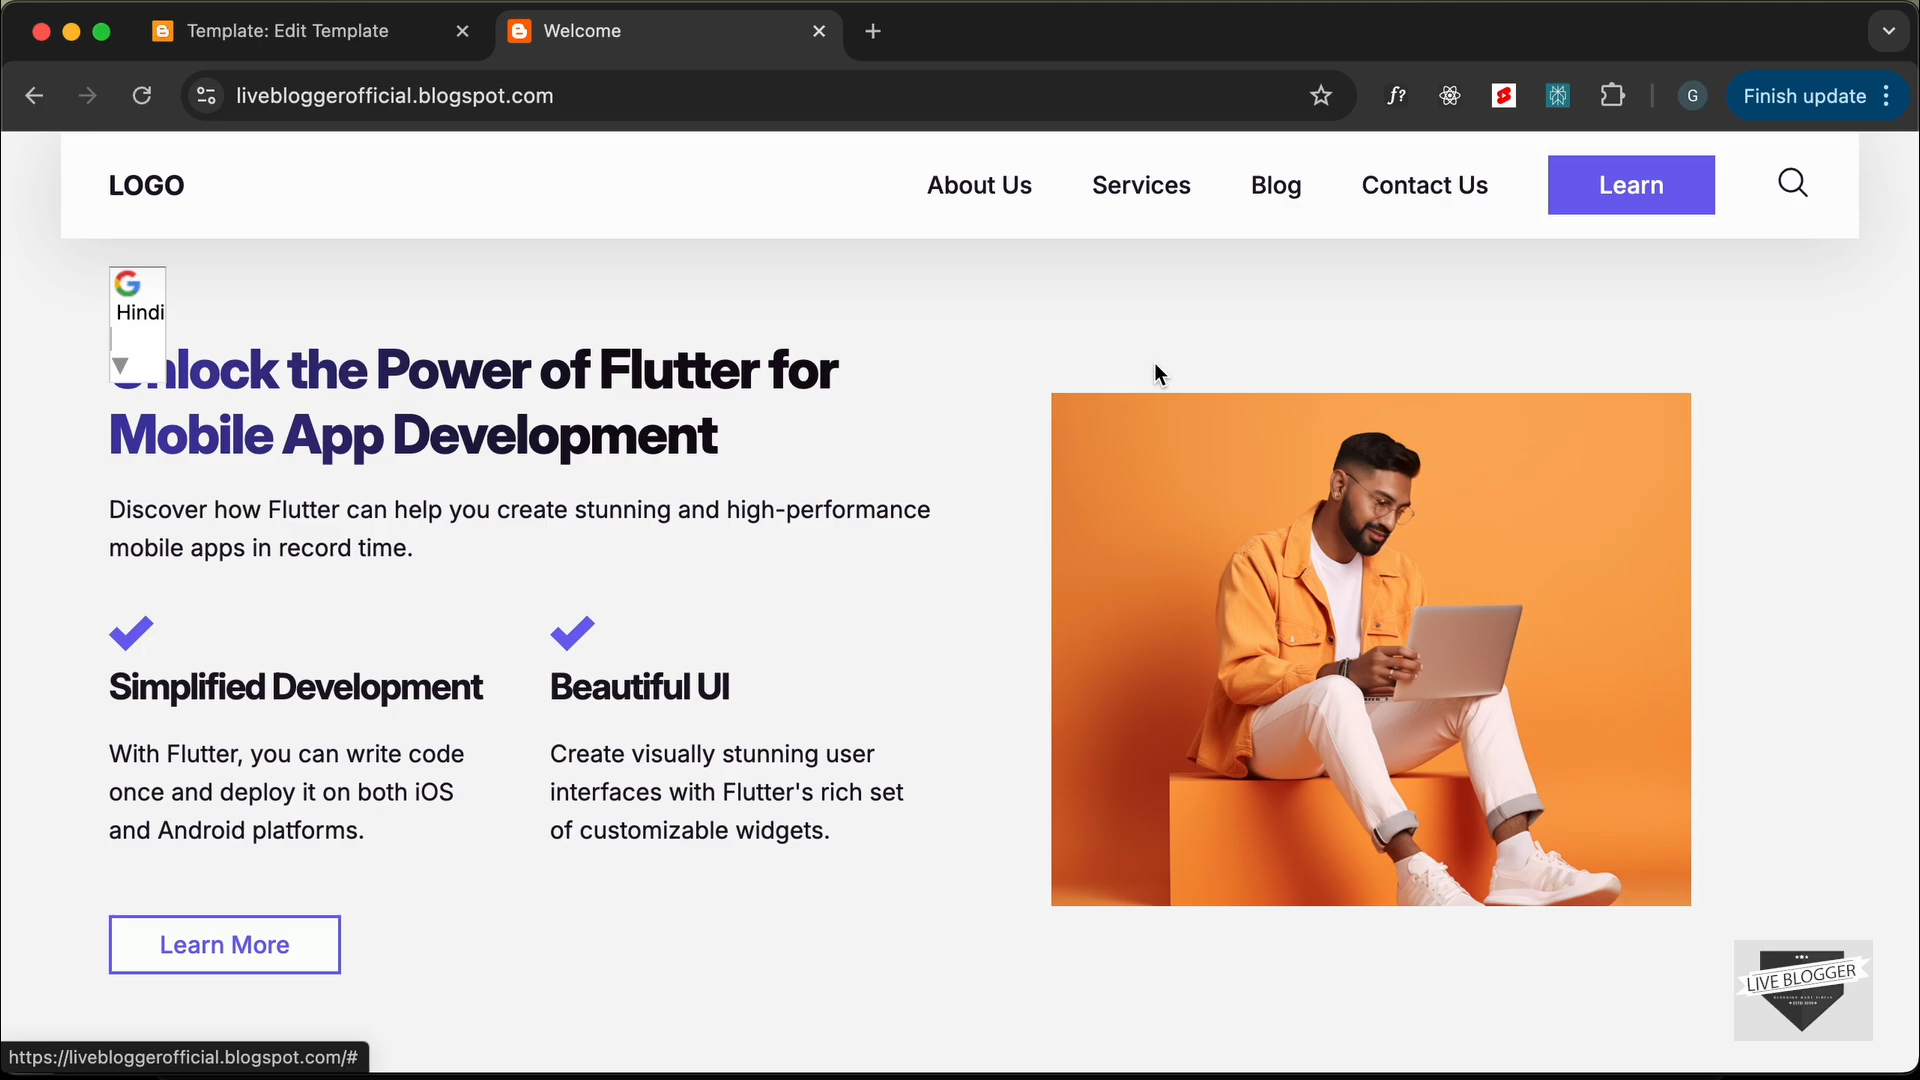 Template: Edit Template
Welcome
livebloggerofficial.blogspot.com
f?
G
Finish update
LOGO
About Us
Services
Blog
Contact Us
Learn
Hindi
▼
Unlock the Power of Flutter for
Mobile App Development
Discover how Flutter can help you create stunning and high-performance
mobile apps in record time.
Simplified Development
Beautiful UI
With Flutter, you can write code
once and deploy it on both iOS
and Android platforms.
Create visually stunning user
interfaces with Flutter's rich set
of customizable widgets.
Learn More
LIVE BLOGGER
BLOGGING MADE SIMPLE
https://livebloggerofficial.blogspot.com/#